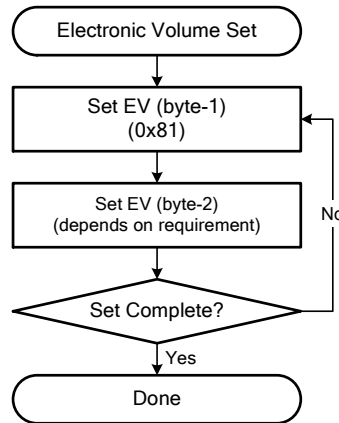 Electronic Volume Set
Set EV (byte-1)
(0x81)
Set EV (byte-2)
(depends on requirement)
No
Set Complete?
Yes
Done